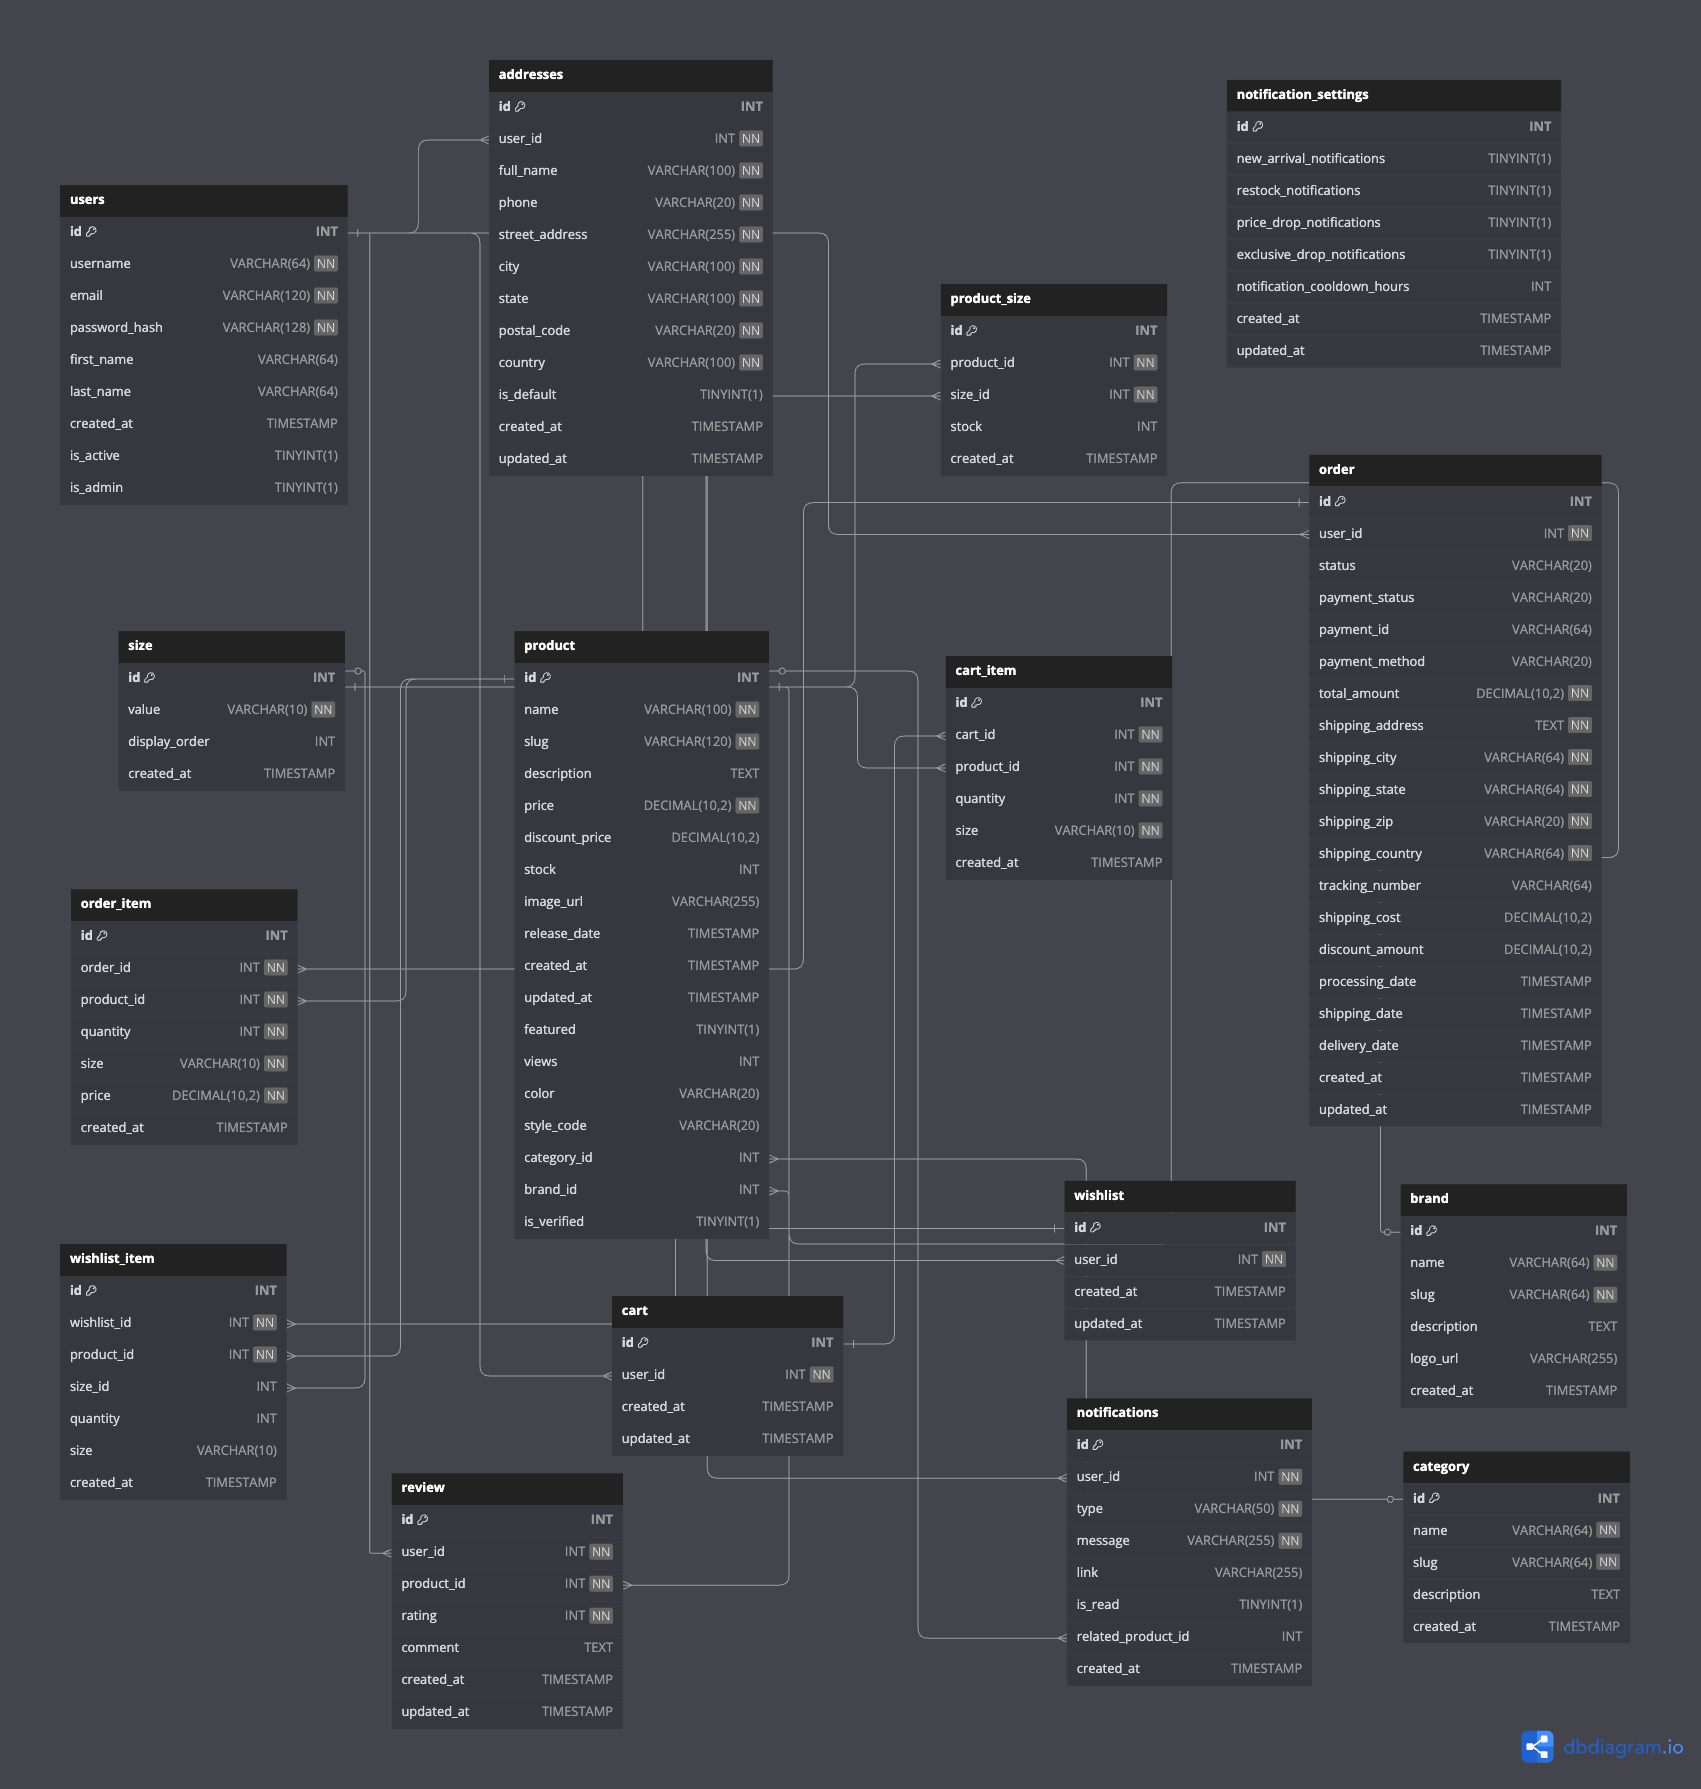 addresses
id INT
user_id INT NN
full_name VARCHAR(100) NN
phone VARCHAR(20) NN
street_address VARCHAR(255) NN
city VARCHAR(100) NN
state VARCHAR(100) NN
postal_code VARCHAR(20) NN
country VARCHAR(100) NN
is_default TINYINT(1)
created_at TIMESTAMP
updated_at TIMESTAMP
notification_settings
id INT
new_arrival_notifications TINYINT(1)
restock_notifications TINYINT(1)
price_drop_notifications TINYINT(1)
exclusive_drop_notifications TINYINT(1)
notification_cooldown_hours INT
created_at TIMESTAMP
updated_at TIMESTAMP
users
id INT
username VARCHAR(64) NN
email VARCHAR(120) NN
password_hash VARCHAR(128) NN
first_name VARCHAR(64)
last_name VARCHAR(64)
created_at TIMESTAMP
is_active TINYINT(1)
is_admin TINYINT(1)
product_size
id INT
product_id INT NN
size_id INT NN
stock INT
created_at TIMESTAMP
order
id INT
user_id INT NN
status VARCHAR(20)
payment_status VARCHAR(20)
payment_id VARCHAR(64)
payment_method VARCHAR(20)
total_amount DECIMAL(10,2) NN
shipping_address TEXT NN
shipping_city VARCHAR(64) NN
shipping_state VARCHAR(64) NN
shipping_zip VARCHAR(20) NN
shipping_country VARCHAR(64) NN
tracking_number VARCHAR(64)
shipping_cost DECIMAL(10,2)
discount_amount DECIMAL(10,2)
processing_date TIMESTAMP
shipping_date TIMESTAMP
delivery_date TIMESTAMP
created_at TIMESTAMP
updated_at TIMESTAMP
size
id INT
value VARCHAR(10) NN
display_order INT
created_at TIMESTAMP
product
id INT
name VARCHAR(100) NN
slug VARCHAR(120) NN
description TEXT
price DECIMAL(10,2) NN
discount_price DECIMAL(10,2)
stock INT
image_url VARCHAR(255)
release_date TIMESTAMP
created_at TIMESTAMP
updated_at TIMESTAMP
featured TINYINT(1)
views INT
color VARCHAR(20)
style_code VARCHAR(20)
category_id INT
brand_id INT
is_verified TINYINT(1)
cart_item
id INT
cart_id INT NN
product_id INT NN
quantity INT NN
size VARCHAR(10) NN
created_at TIMESTAMP
order_item
id INT
order_id INT NN
product_id INT NN
quantity INT NN
size VARCHAR(10) NN
price DECIMAL(10,2) NN
created_at TIMESTAMP
wishlist
id INT
user_id INT NN
created_at TIMESTAMP
updated_at TIMESTAMP
brand
id INT
name VARCHAR(64) NN
slug VARCHAR(64) NN
description TEXT
logo_url VARCHAR(255)
created_at TIMESTAMP
wishlist_item
id INT
wishlist_id INT NN
product_id INT NN
size_id INT
quantity INT
size VARCHAR(10)
created_at TIMESTAMP
cart
id INT
user_id INT NN
created_at TIMESTAMP
updated_at TIMESTAMP
notifications
id INT
user_id INT NN
type VARCHAR(50) NN
message VARCHAR(255) NN
link VARCHAR(255)
is_read TINYINT(1)
related_product_id INT
created_at TIMESTAMP
category
id INT
name VARCHAR(64) NN
slug VARCHAR(64) NN
description TEXT
created_at TIMESTAMP
review
id INT
user_id INT NN
product_id INT NN
rating INT NN
comment TEXT
created_at TIMESTAMP
updated_at TIMESTAMP
dbdiagram.io